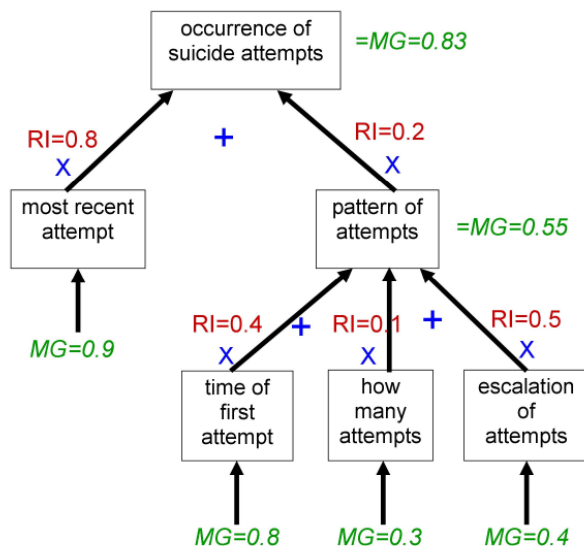 occurrence of
suicide attempts
=MG=0.83
RI=0.8
+
RI=0.2
X
X
most recent
attempt
pattern of
attempts
=MG=0.55
RI=0.4
+
RI=0.1
+
RI=0.5
MG=0.9
X
X
X
time of
first
attempt
how
many
attempts
escalation
of
attempts
MG=0.8
MG=0.3
MG=0.4